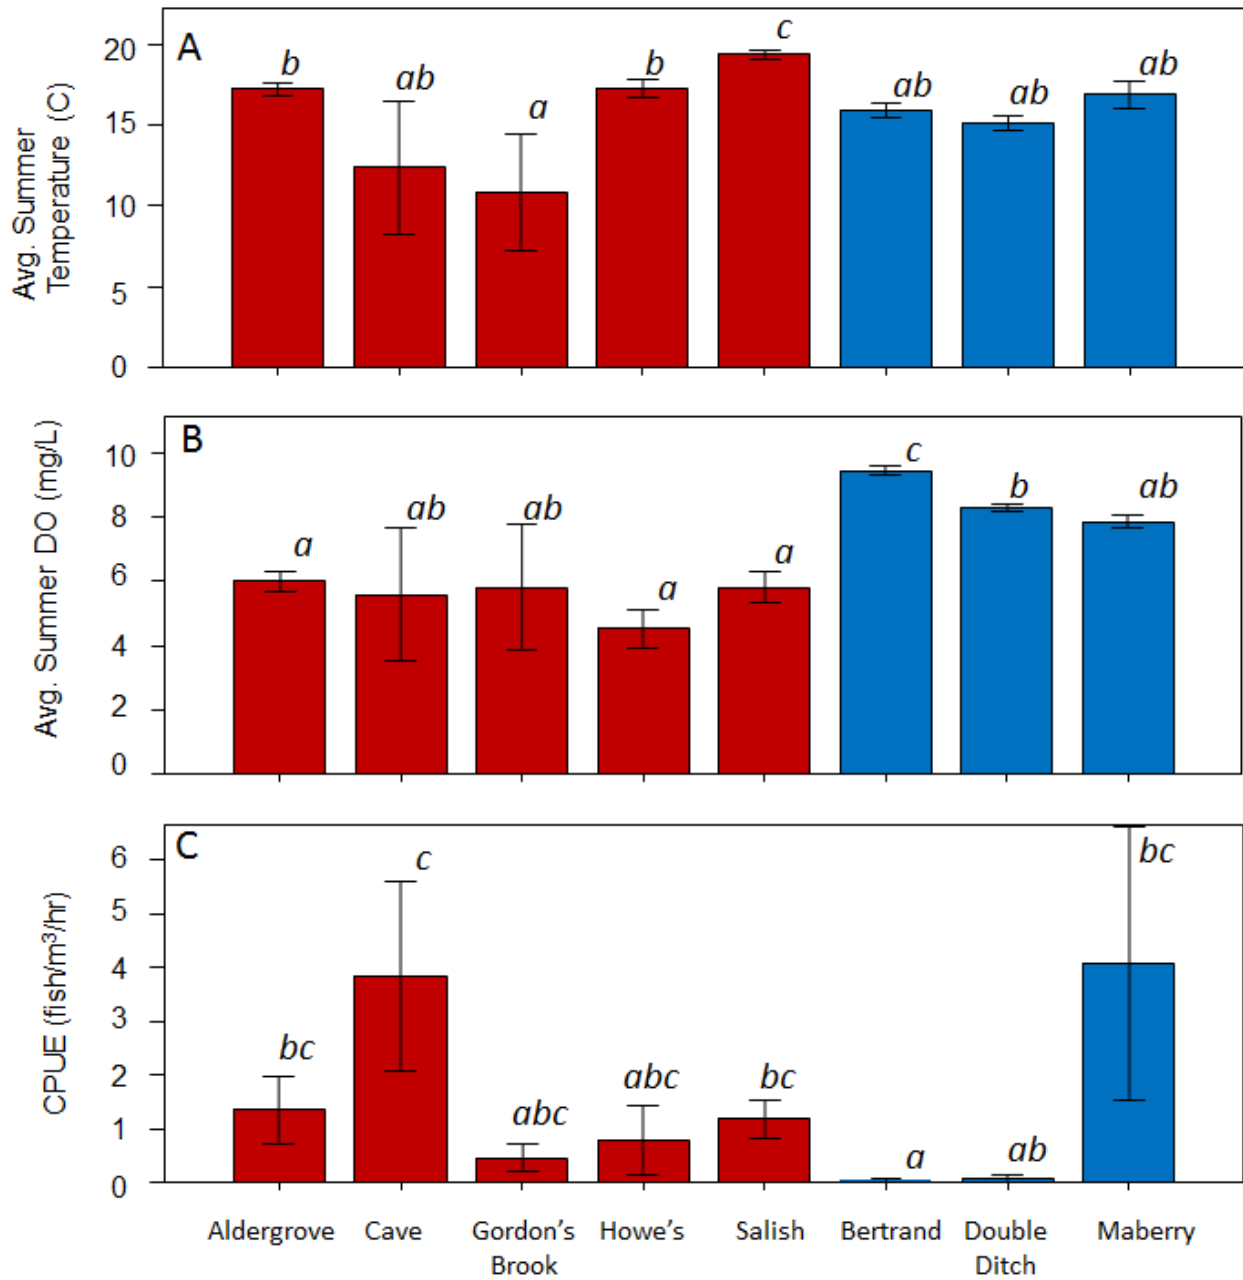 A
Avg. Summer
Temperature (C)
20
15
10
5
0
b
ab
a
b
c
ab
ab
ab
B
Avg. Summer DO (mg/L)
10
8
6
4
2
0
a
ab
ab
a
a
c
b
ab
C
CPUE (fish/m³/hr)
6
5
4
3
2
1
0
bc
c
abc
abc
bc
a
ab
bc
Aldergrove Cave Gordon’s Howe’s Salish Bertrand Double Maberry
Brook Ditch